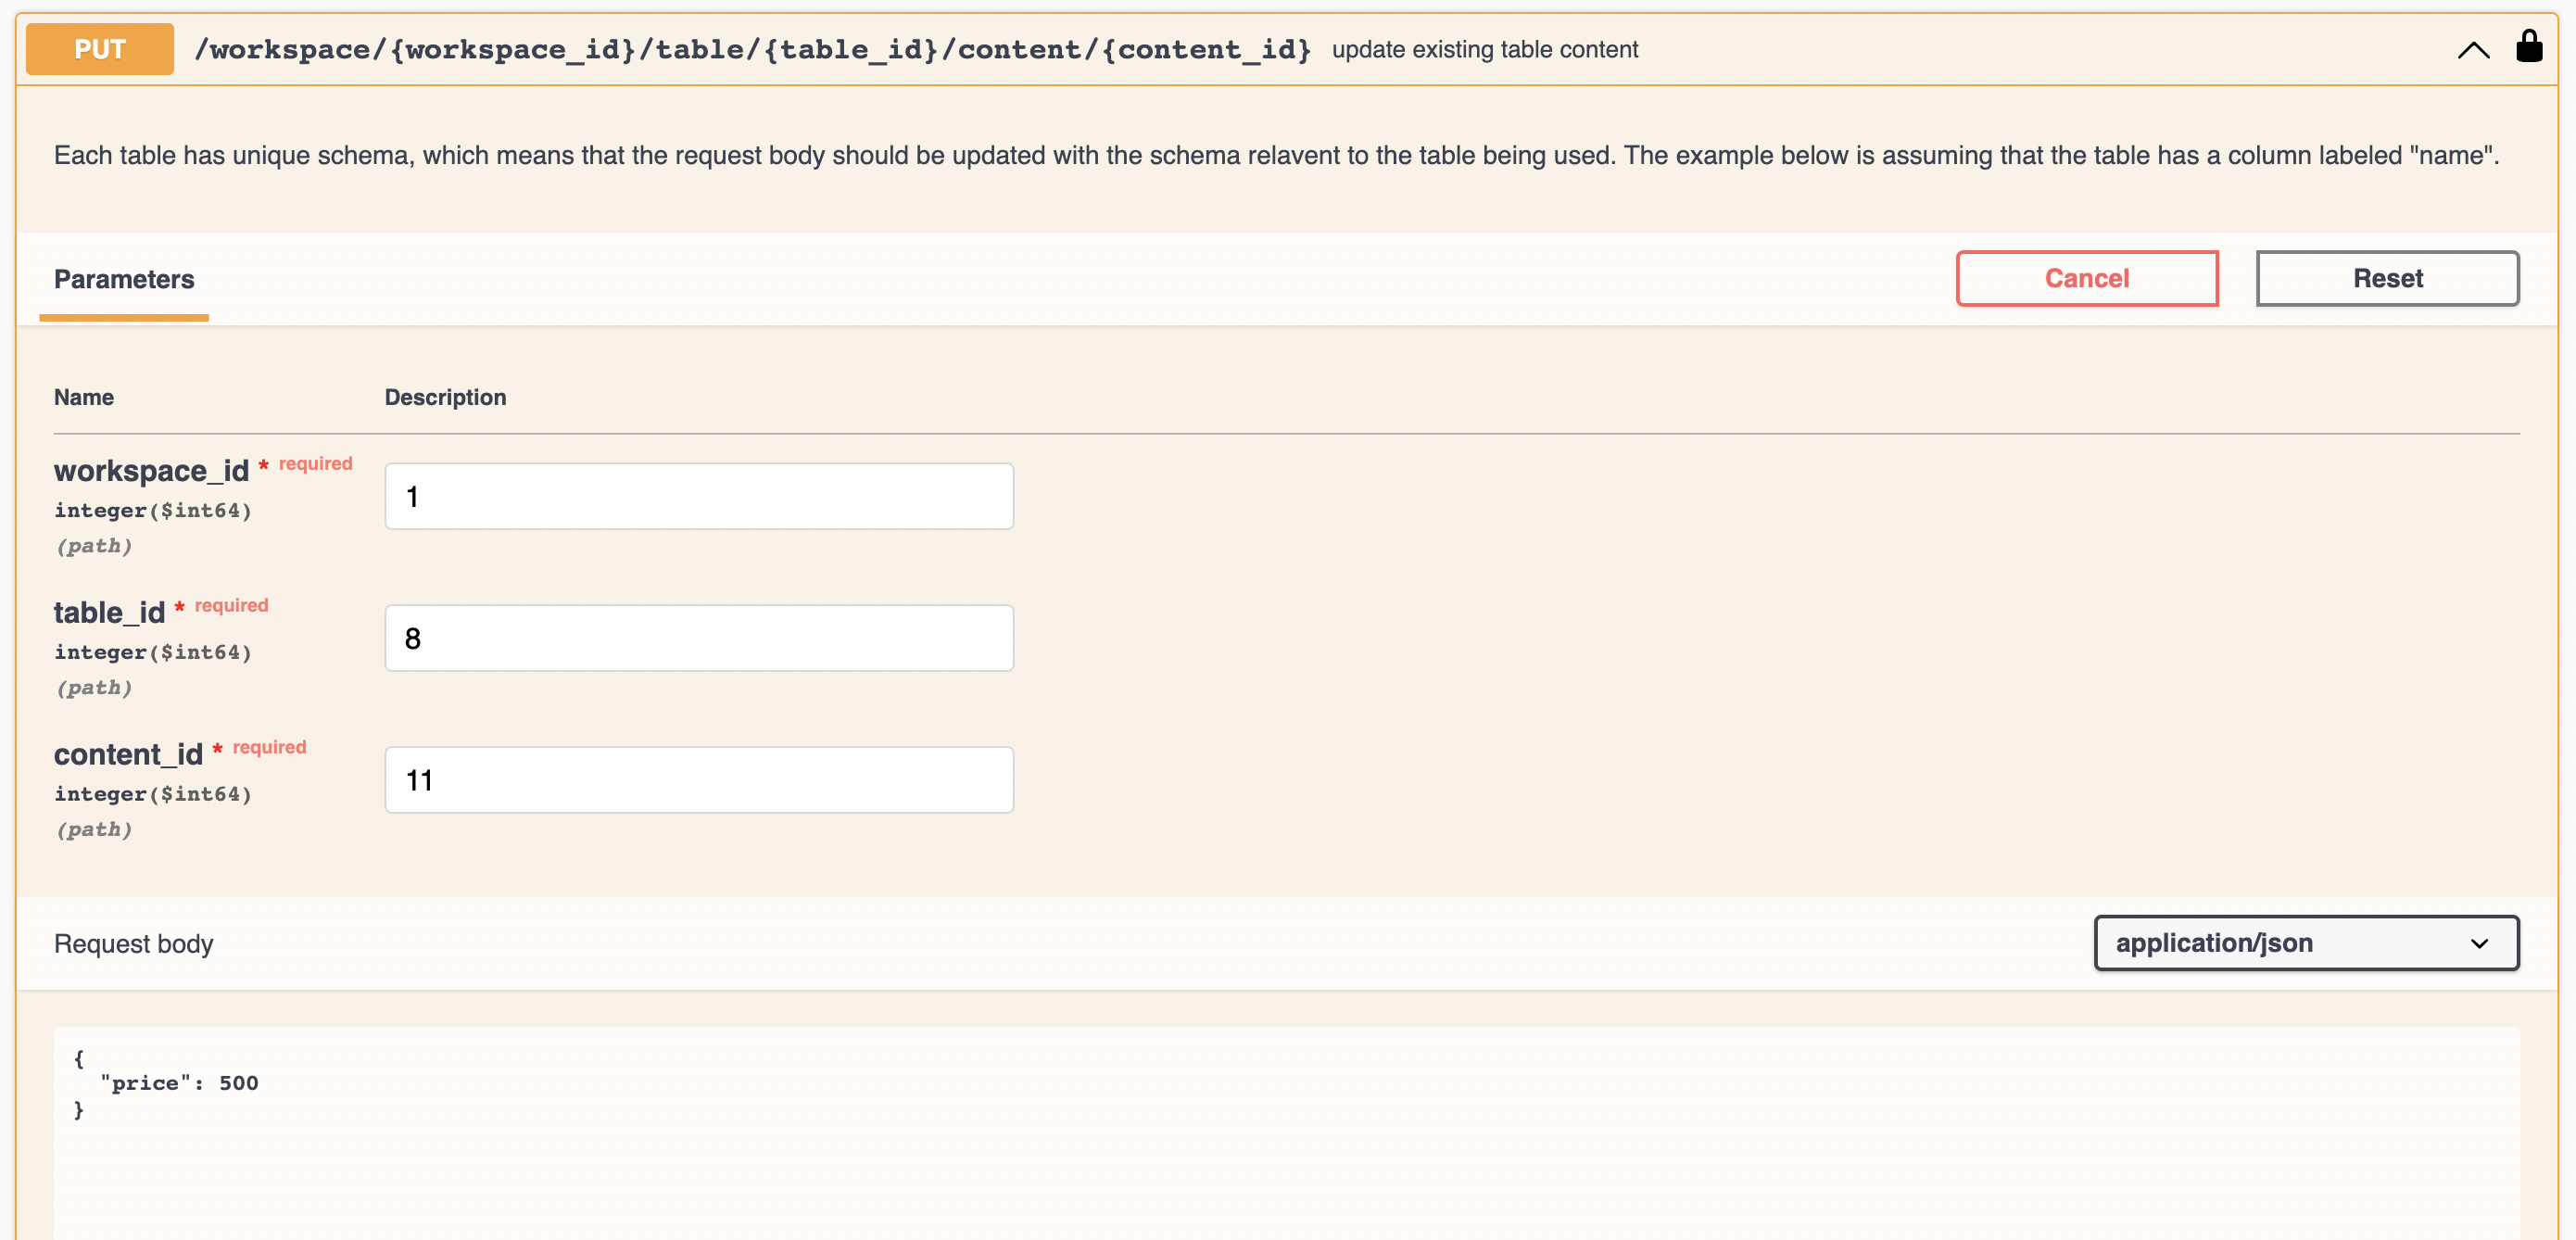 PUT /workspace/{workspace_id}/table/{table_id}/content/{content_id} update existing table content
Each table has unique schema, which means that the request body should be updated with the schema relavent to the table being used. The example below is assuming that the table has a column labeled "name".
Parameters
Cancel
Reset
Name Description
workspace_id * required
integer($int64)
(path)
1
table_id * required
integer($int64)
(path)
8
content_id * required
integer($int64)
(path)
11
Request body
application/json
{
  "price": 500
}